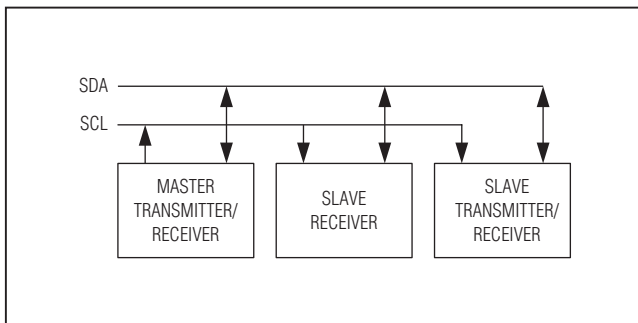 SDA
SCL
MASTER
TRANSMITTER/
RECEIVER
SLAVE
RECEIVER
SLAVE
TRANSMITTER/
RECEIVER